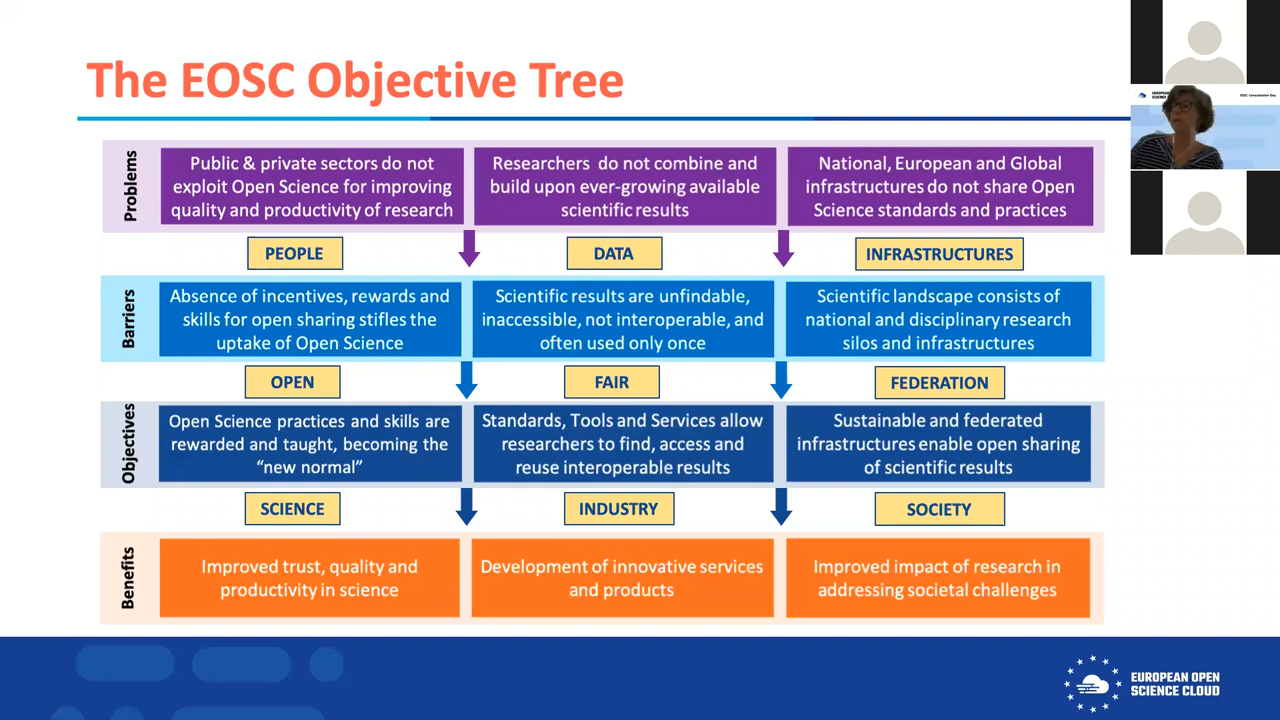 The EOSC Objective Tree
Problems
Public & private sectors do not
exploit Open Science for improving
quality and productivity of research
Researchers do not combine and
build upon ever-growing available
scientific results
National, European and Global
infrastructures do not share Open
Science standards and practices
PEOPLE
DATA
INFRASTRUCTURES
Barriers
Absence of incentives, rewards and
skills for open sharing stifles the
uptake of Open Science
Scientific results are unfindable,
inaccessible, not interoperable, and
often used only once
Scientific landscape consists of
national and disciplinary research
silos and infrastructures
OPEN
FAIR
FEDERATION
Objectives
Open Science practices and skills are
rewarded and taught, becoming the
“new normal”
Standards, Tools and Services allow
researchers to find, access and
reuse interoperable results
Sustainable and federated
infrastructures enable open sharing
of scientific results
SCIENCE
INDUSTRY
SOCIETY
Benefits
Improved trust, quality and
productivity in science
Development of innovative services
and products
Improved impact of research in
addressing societal challenges
EUROPEAN OPEN
SCIENCE CLOUD